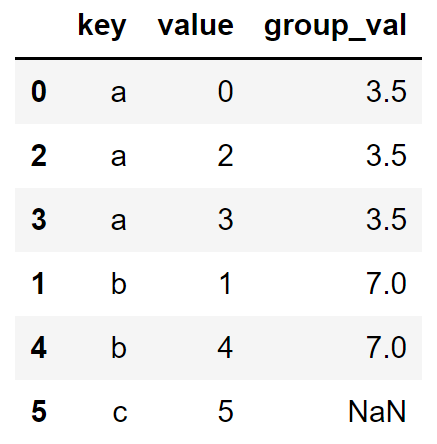 key value group_val
0 a 0 3.5
2 a 2 3.5
3 a 3 3.5
1 b 1 7.0
4 b 4 7.0
5 c 5 NaN